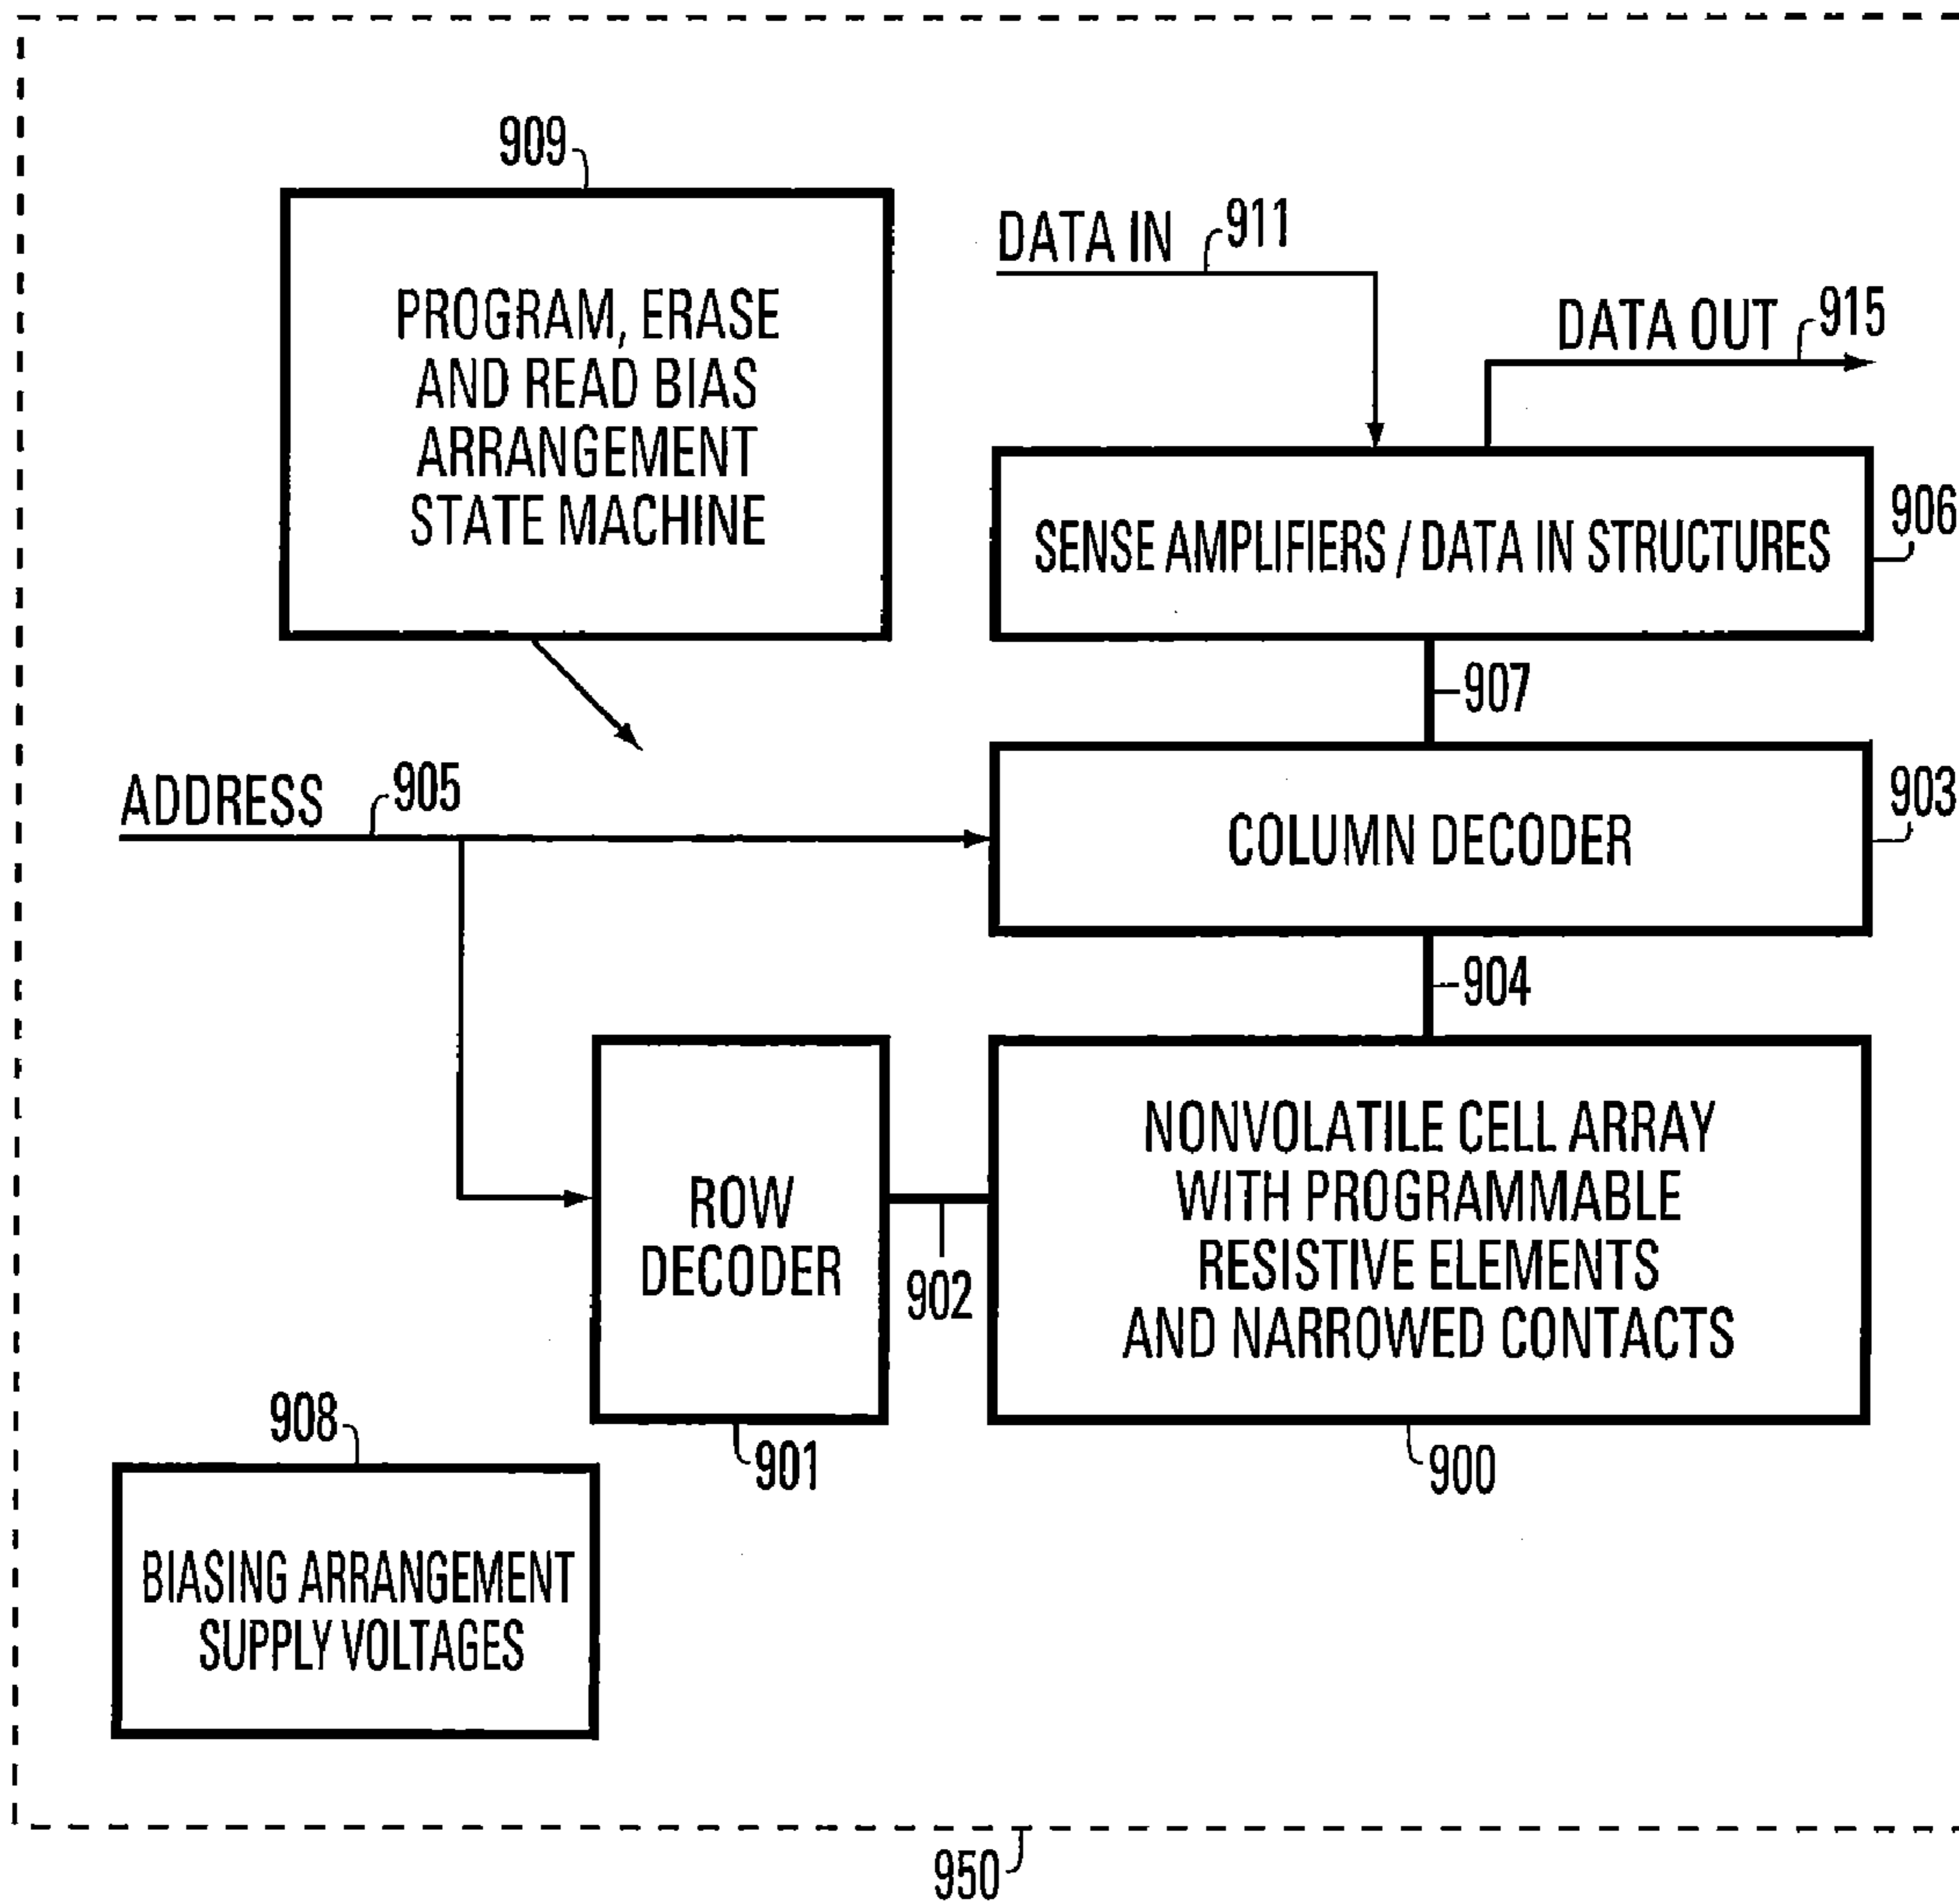 909
PROGRAM, ERASE
AND READ BIAS
ARRANGEMENT
STATE MACHINE
DATA IN
911
DATA OUT
915
SENSE AMPLIFIERS / DATA IN STRUCTURES
906
907
ADDRESS
905
COLUMN DECODER
903
904
ROW
DECODER
902
NONVOLATILE CELL ARRAY
WITH PROGRAMMABLE
RESISTIVE ELEMENTS
AND NARROWED CONTACTS
901
900
908
BIASING ARRANGEMENT
SUPPLY VOLTAGES
950